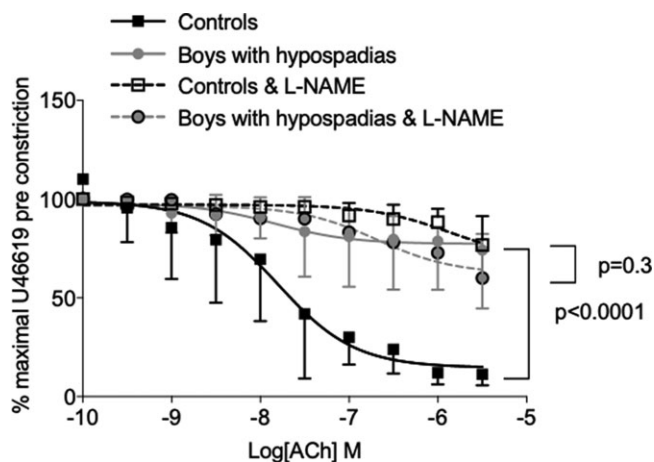 Controls
Boys with hypospadias
Controls & L-NAME
Boys with hypospadias & L-NAME
% maximal U46619 pre constriction
150
100
50
0
p=0.3
p<0.0001
-10
-9
-8
-7
-6
-5
Log[ACh] M